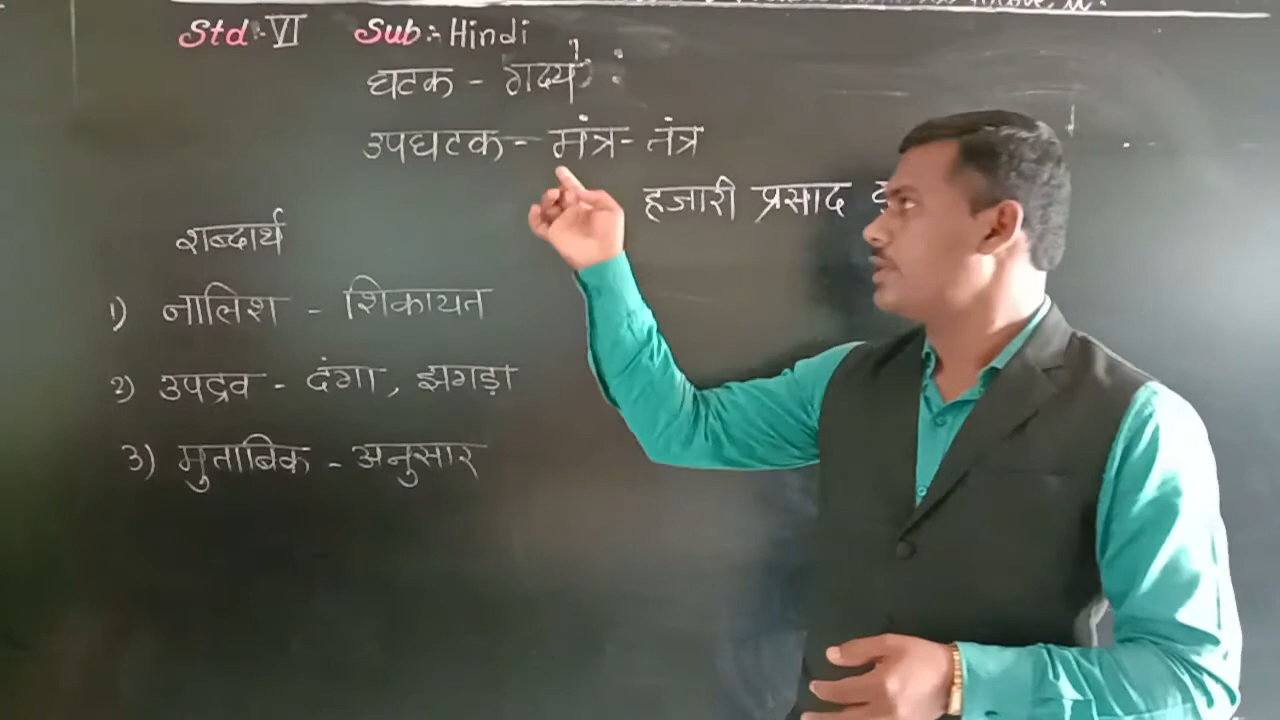 Std :- VI Sub :- Hindi
घटक - गद्य :
उपघटक - मंत्र - तंत्र
हजारी प्रसाद
शब्दार्थ
1) नालिश - शिकायत
2) उपद्रव - दंगा, झगड़ा
3) मुताबिक - अनुसार